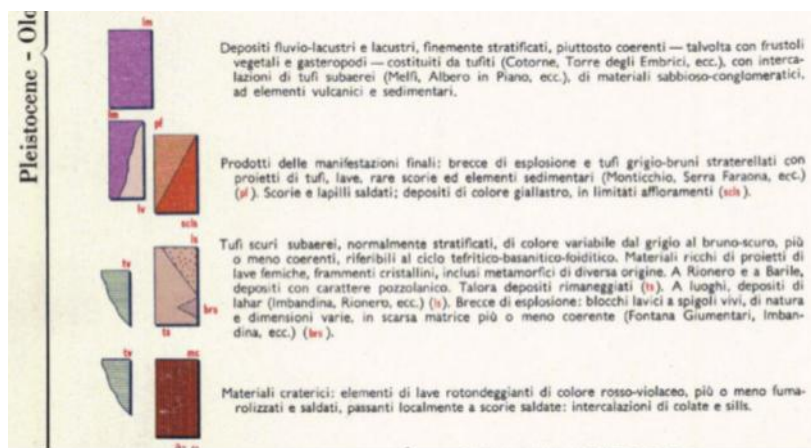 Pleistocene - Olo
lm
Depositi fluvio-lacustri e lacustri, finemente stratificati, piuttosto coerenti — talvolta con frustoli
vegetali e gasteropodi — costituiti da tufiti (Cotorne, Torre degli Embrici, ecc.), con interca-
lazioni di tufi subaerei (Melfi, Albero in Piano, ecc.), di materiali sabbioso-conglomeratici,
ad elementi vulcanici e sedimentari.
lm
pl
lv
scls
Prodotti delle manifestazioni finali: brecce di esplosione e tufi grigio-bruni straterellati con
proietti di tufi, lave, rare scorie ed elementi sedimentari (Monticchio, Serra Faraona, ecc.)
(pl). Scorie e lapilli saldati; depositi di colore giallastro, in limitati affioramenti (scls).
tv
ls
brs
ts
Tufi scuri subaerei, normalmente stratificati, di colore variabile dal grigio al bruno-scuro, più
o meno coerenti, riferibili al ciclo tefritico-basanitico-foiditico. Materiali ricchi di proietti di
lave femiche, frammenti cristallini, inclusi metamorfici di diversa origine. A Rionero e a Barile,
depositi con carattere pozzolanico. Talora depositi rimaneggiati (ts). A luoghi, depositi di
lahar (Imbandina, Rionero, ecc.) (ls). Brecce di esplosione: blocchi lavici a spigoli vivi, di natura
e dimensioni varie, in scarsa matrice più o meno coerente (Fontana Giumentari, Imban-
dina, ecc.) (brs).
tv
mc
Materiali craterici: elementi di lave rotondeggianti di colore rosso-violaceo, più o meno fuma-
rolizzati e saldati, passanti localmente a scorie saldate: intercalazioni di colate e sills.